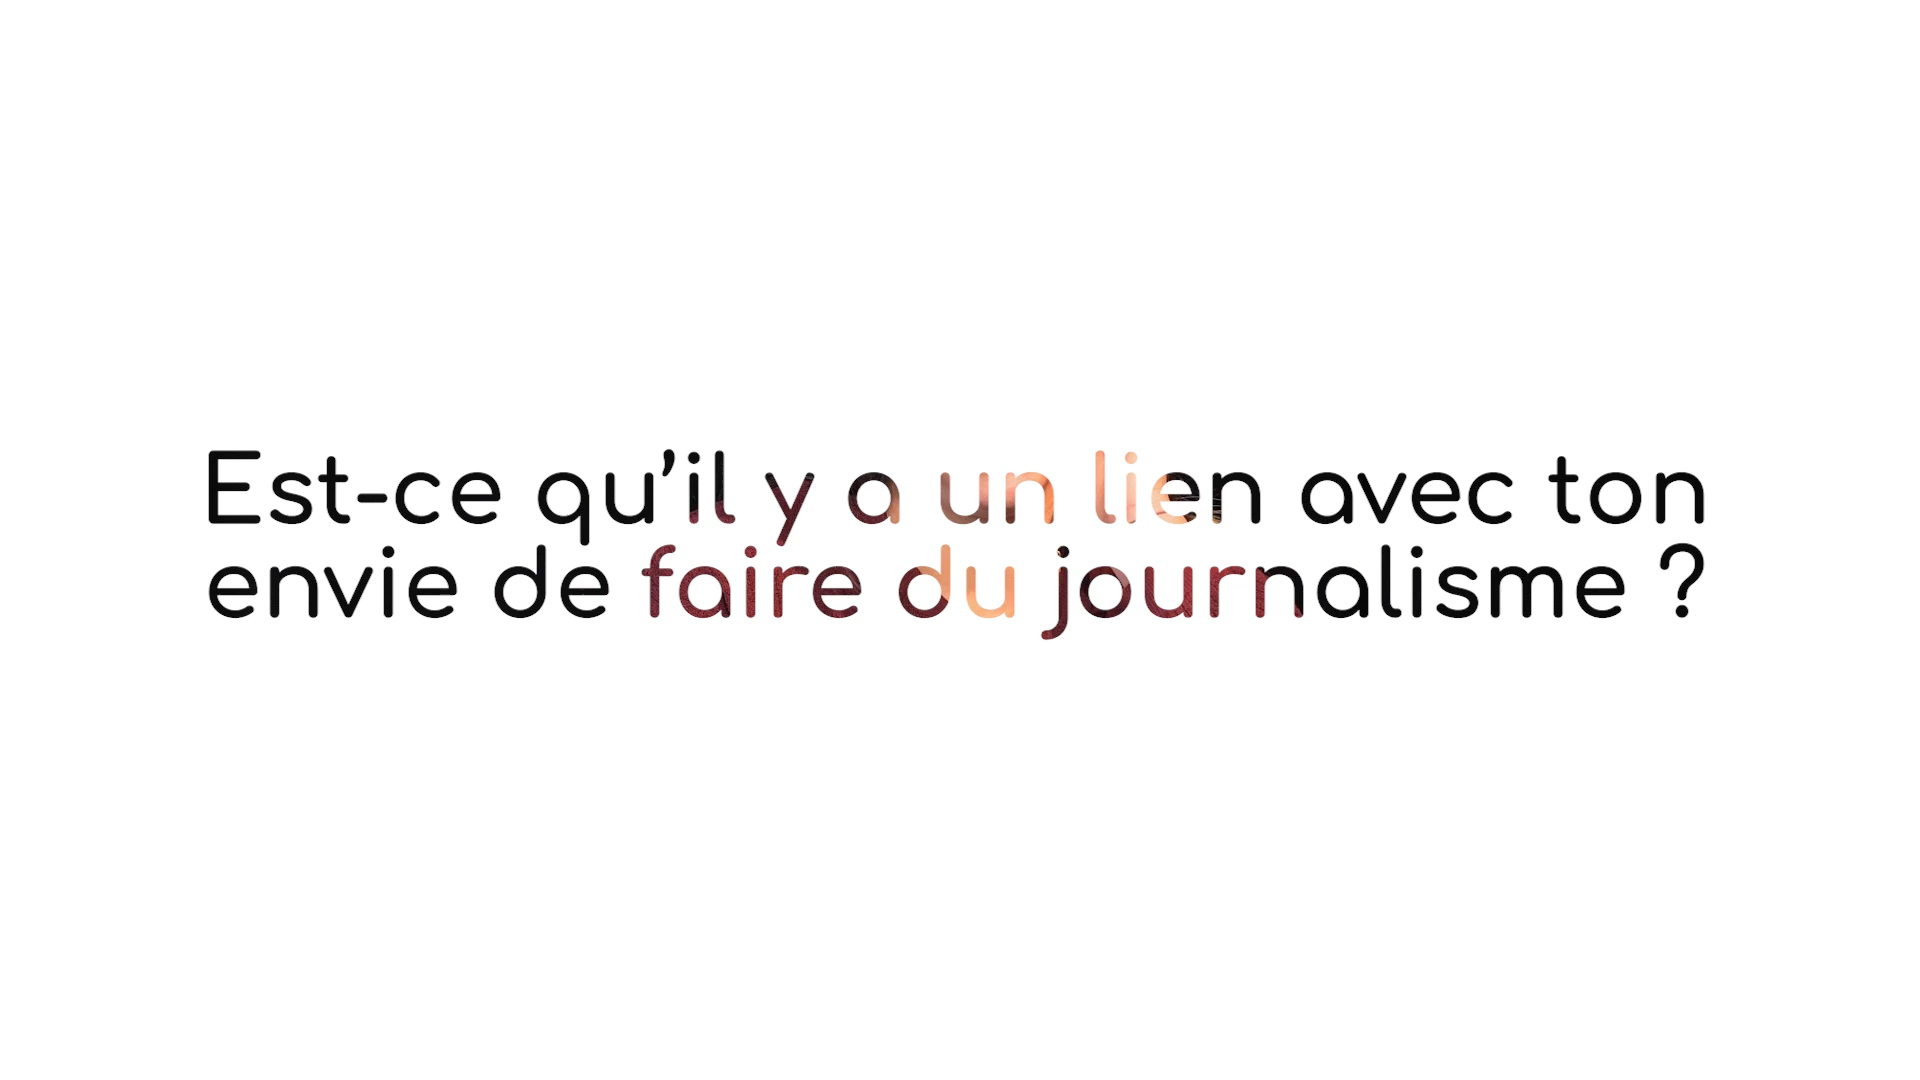 Est-ce qu’il y a un lien avec ton
envie de faire du journalisme ?